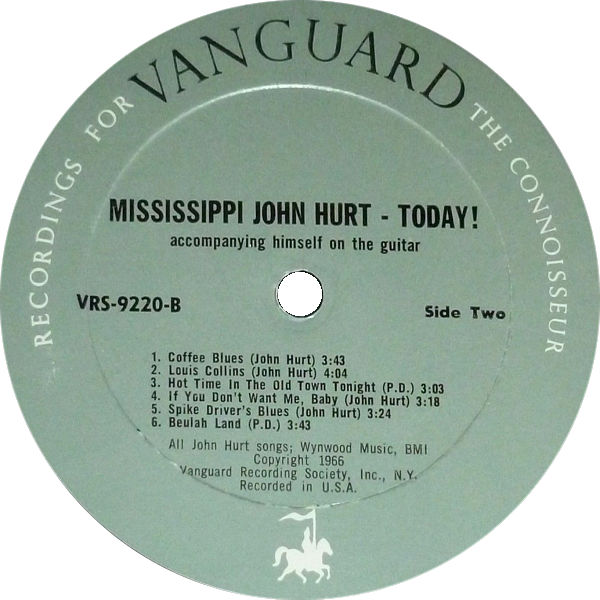 RECORDINGS FOR VANGUARD THE CONNOISSEUR
MISSISSIPPI JOHN HURT - TODAY!
accompanying himself on the guitar
VRS-9220-B
Side Two
1. Coffee Blues (John Hurt) 3:43
2. Louis Collins (John Hurt) 4:04
3. Hot Time In The Old Town Tonight (P.D.) 3:03
4. If You Don't Want Me, Baby (John Hurt) 3:18
5. Spike Driver's Blues (John Hurt) 3:24
6. Beulah Land (P.D.) 3:43
All John Hurt songs; Wynwood Music, BMI
Copyright 1966
Vanguard Recording Society, Inc., N.Y.
Recorded in U.S.A.